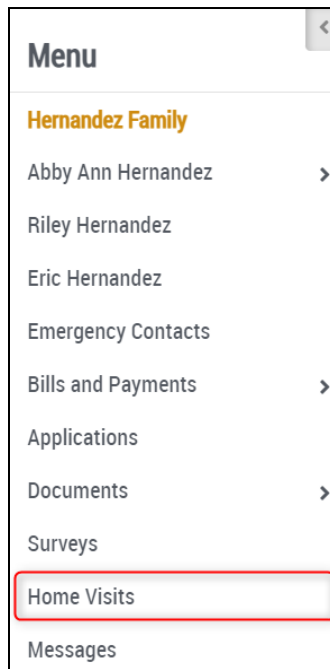 Menu
Hernandez Family
Abby Ann Hernandez
Riley Hernandez
Eric Hernandez
Emergency Contacts
Bills and Payments
Applications
Documents
Surveys
Home Visits
Messages